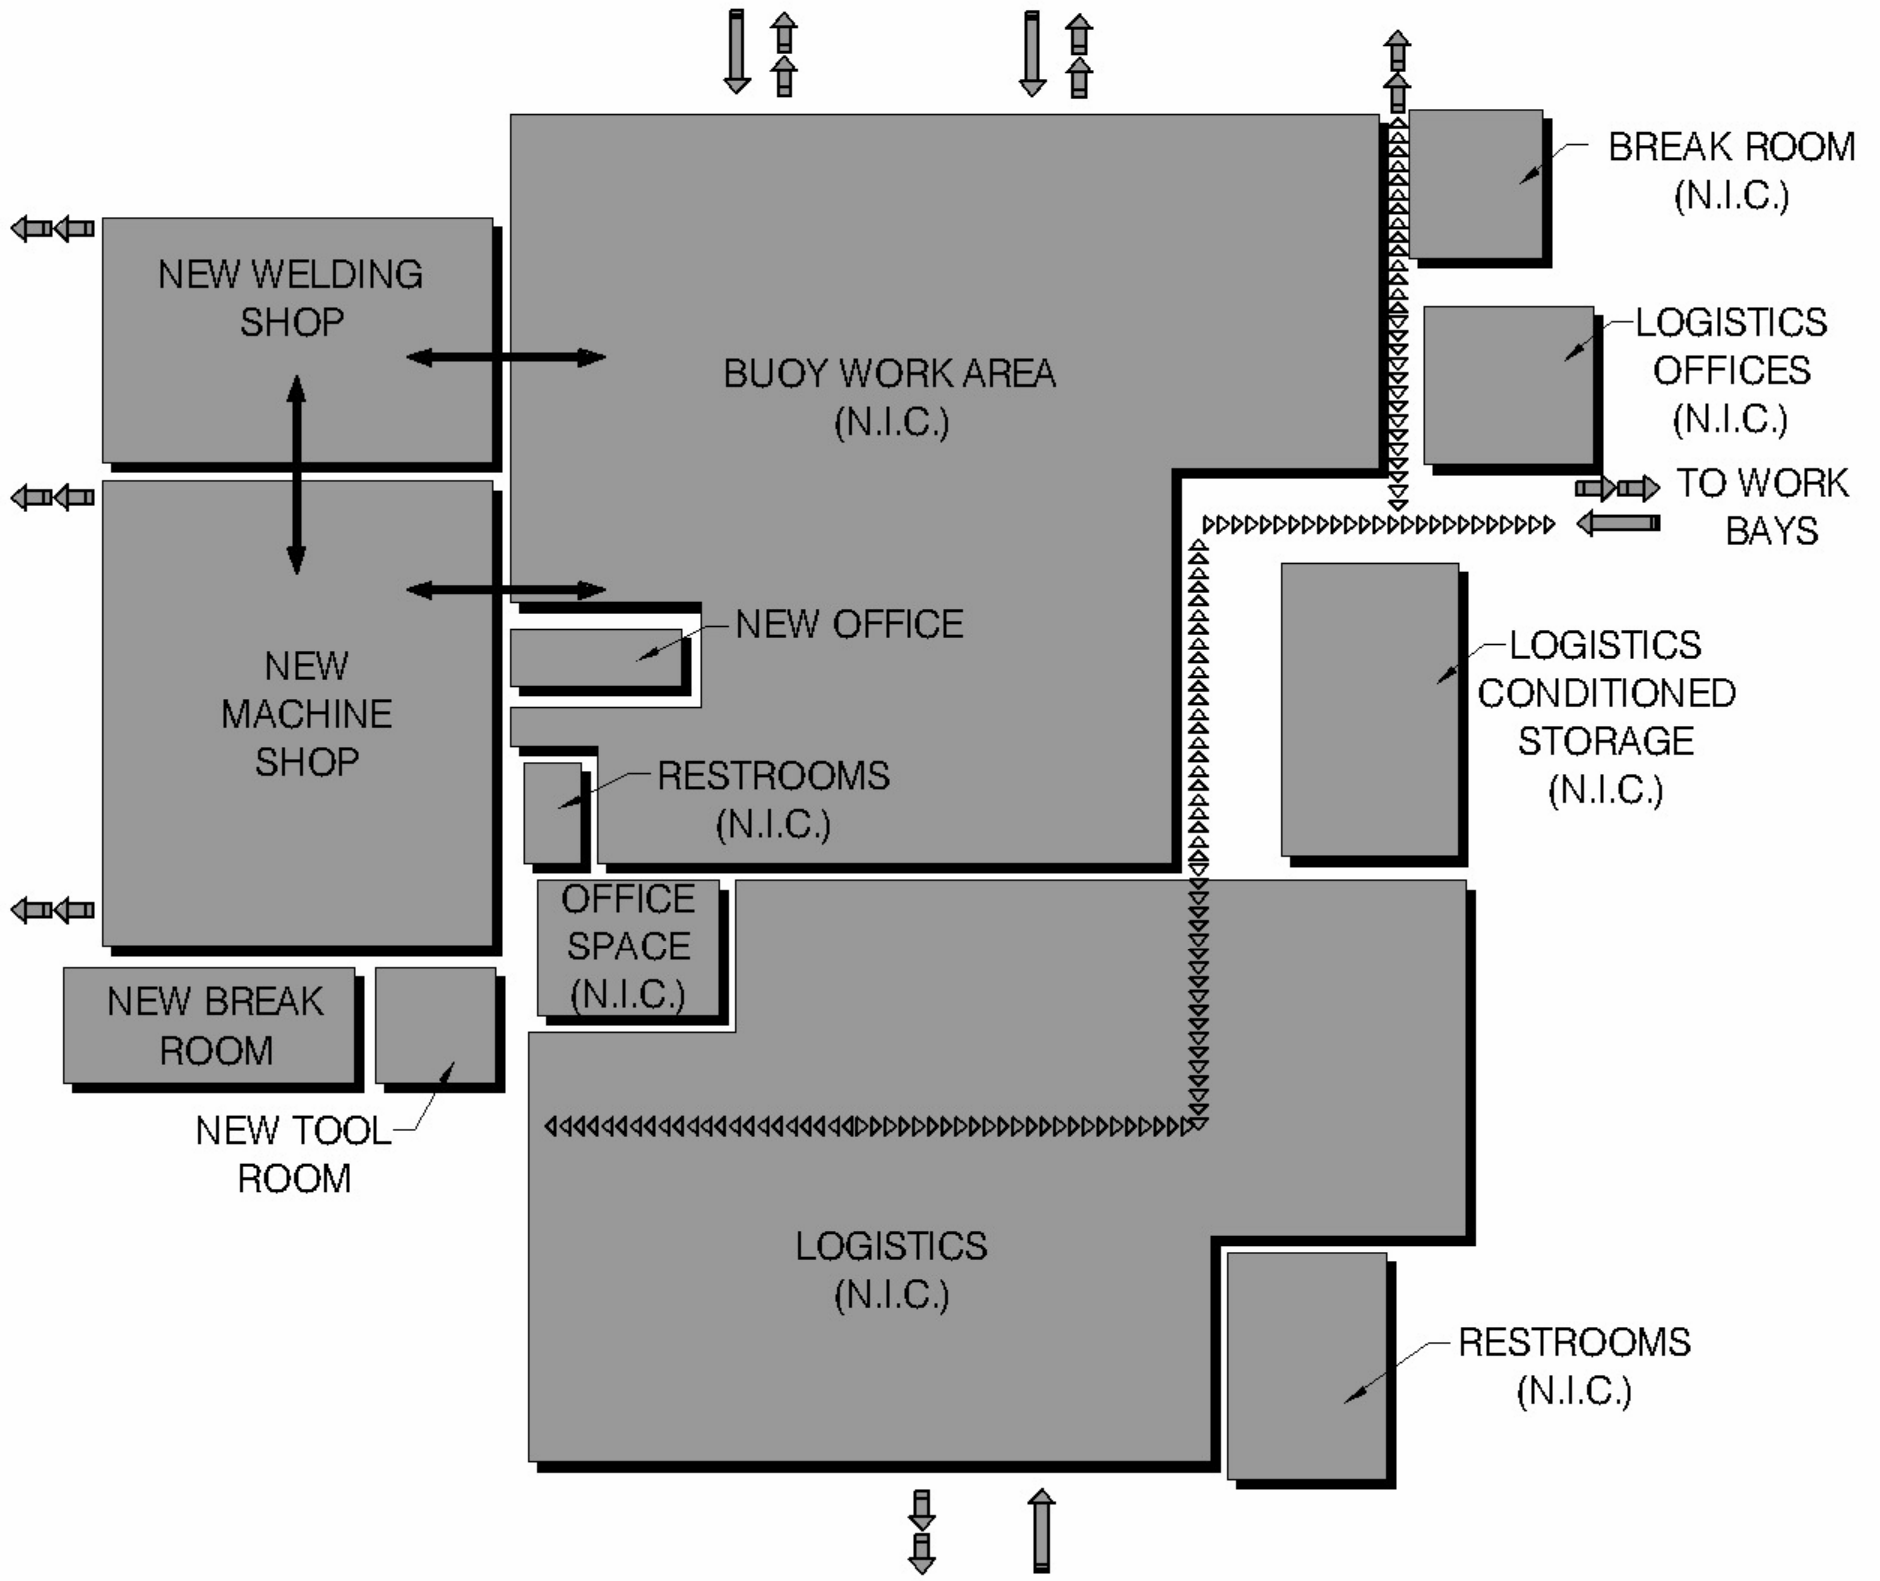 BREAK ROOM
(N.I.C.)
NEW WELDING
SHOP
LOGISTICS
OFFICES
(N.I.C.)
BUOY WORK AREA
(N.I.C.)
TO WORK
BAYS
NEW OFFICE
NEW
MACHINE
SHOP
LOGISTICS
CONDITIONED
STORAGE
(N.I.C.)
RESTROOMS
(N.I.C.)
OFFICE
SPACE
(N.I.C.)
NEW BREAK
ROOM
NEW TOOL
ROOM
LOGISTICS
(N.I.C.)
RESTROOMS
(N.I.C.)